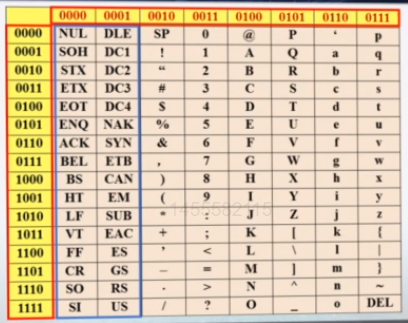 0000 0001 0010 0011 0100 0101 0110 0111
0000 NUL DLE SP 0 @ P ‘ p
0001 SOH DC1 ! 1 A Q a q
0010 STX DC2 “ 2 B R b r
0011 ETX DC3 # 3 C S c s
0100 EOT DC4 $ 4 D T d t
0101 ENQ NAK % 5 E U e u
0110 ACK SYN & 6 F V f v
0111 BEL ETB , 7 G W g w
1000 BS CAN ) 8 H X h x
1001 HT EM ( 9 I Y i y
1010 LF SUB * : J Z j z
1011 VT EAC + ; K [ k {
1100 FF ES , < L \ l |
1101 CR GS – = M ] m }
1110 SO RS . > N ^ n ~
1111 SI US / ? O _ o DEL